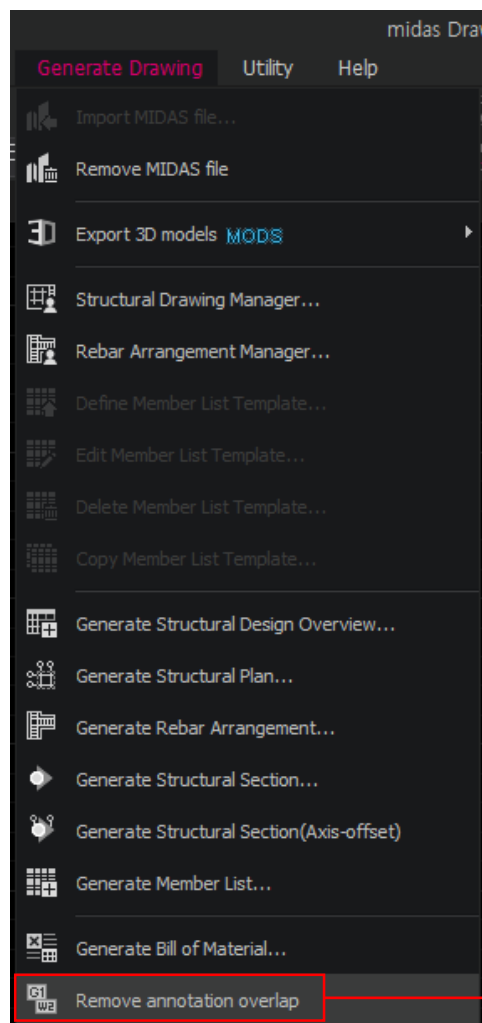 midas Dra
Generate Drawing Utility Help
Import MIDAS file...
Remove MIDAS file
3D Export 3D models MODS
Structural Drawing Manager...
Rebar Arrangement Manager...
Define Member List Template...
Edit Member List Template...
Delete Member List Template...
Copy Member List Template...
Generate Structural Design Overview...
Generate Structural Plan...
Generate Rebar Arrangement...
Generate Structural Section...
Generate Structural Section(Axis-offset)
Generate Member List...
Generate Bill of Material...
G1 W2 Remove annotation overlap